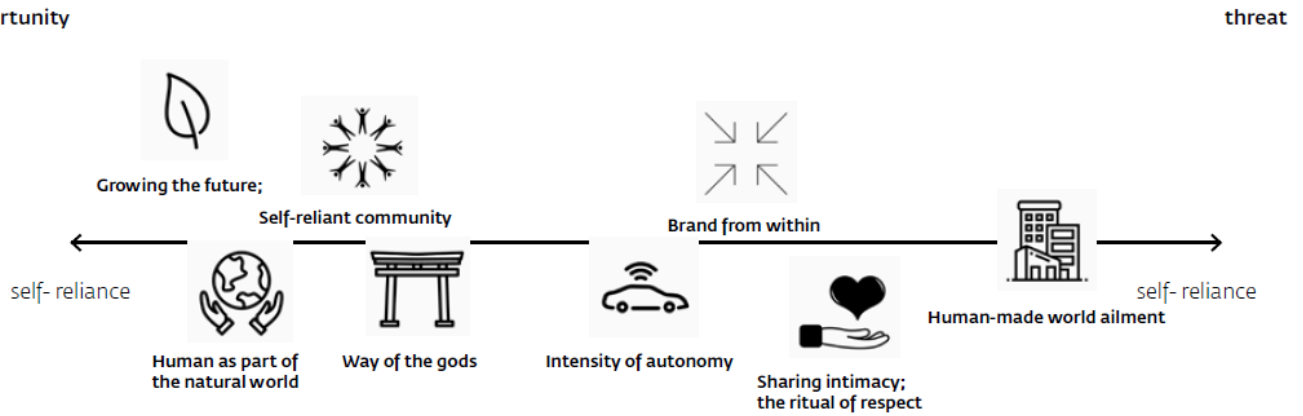 rtunity
threat
Growing the future;
Self-reliant community
Brand from within
self- reliance
self- reliance
Human-made world ailment
Human as part of
the natural world
Way of the gods
Intensity of autonomy
Sharing intimacy;
the ritual of respect